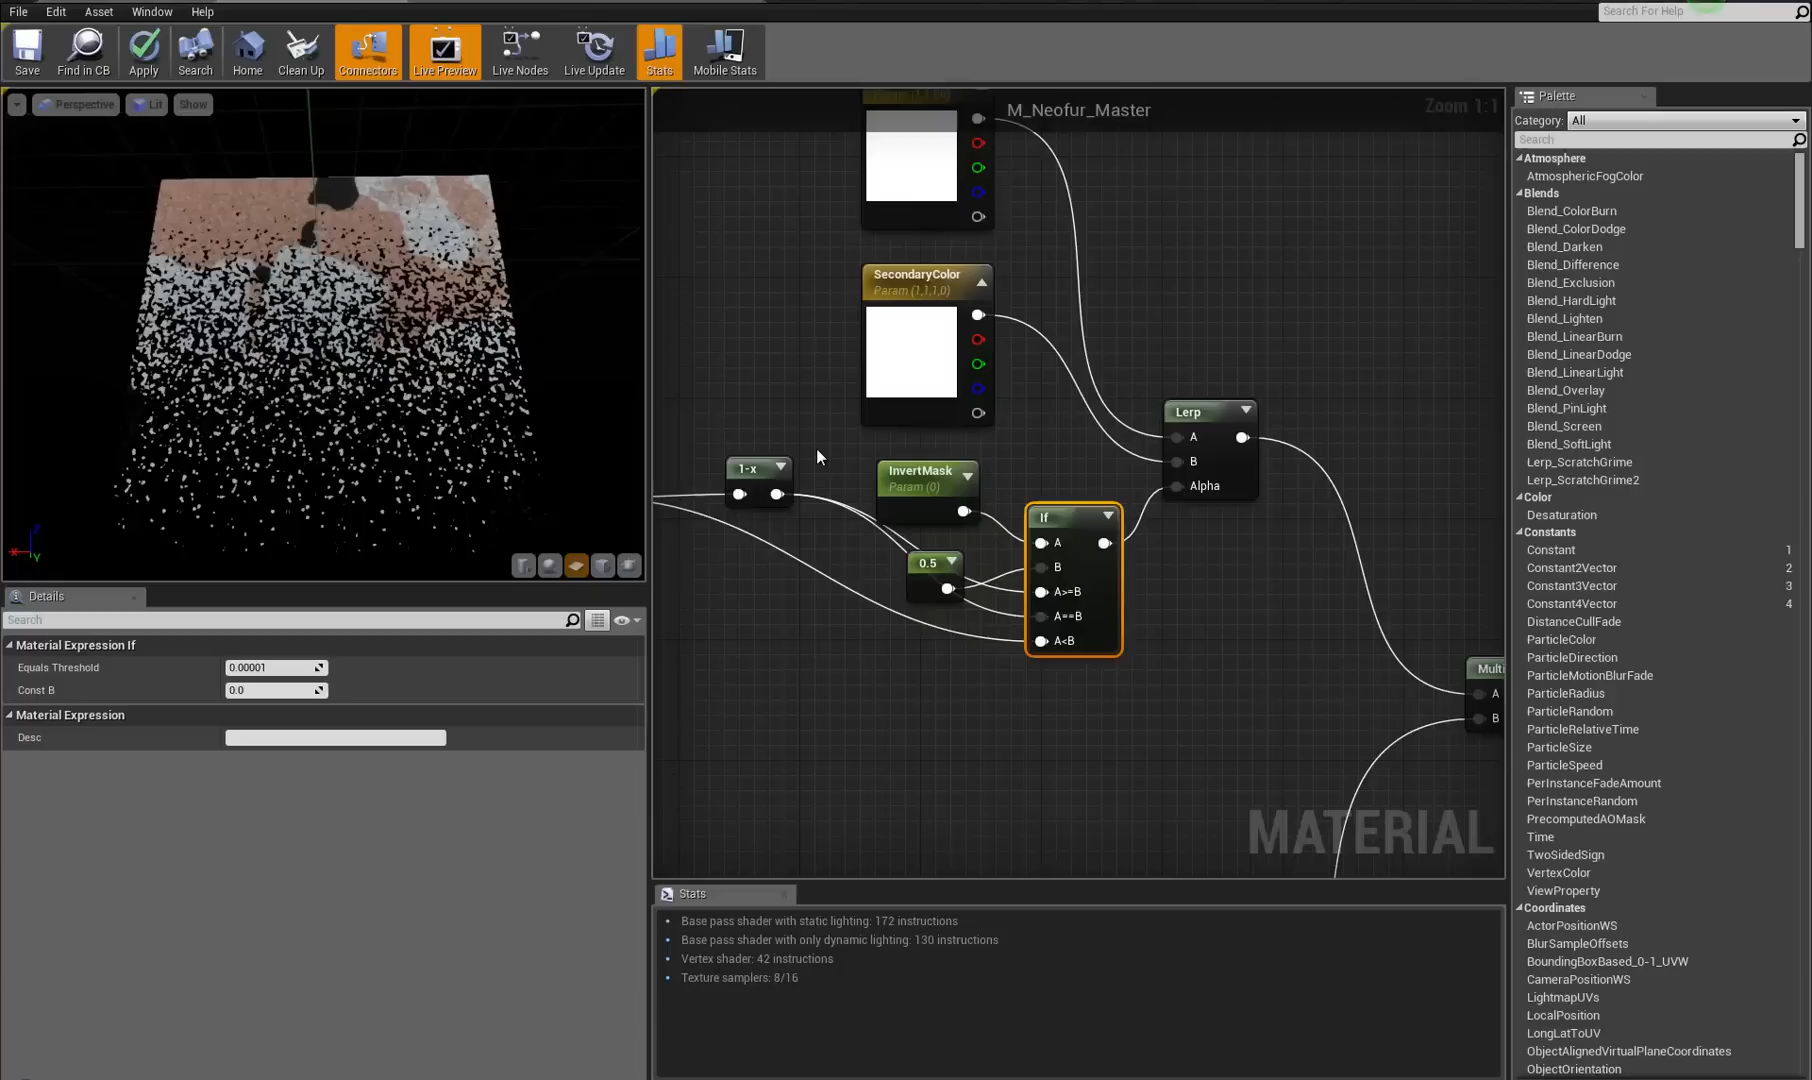 File Edit Asset Window Help
Search For Help
Save Find in CB Apply Search Home Clean Up Connectors Live Preview Live Nodes Live Update Stats Mobile Stats
Perspective Lit Show
M_Neofur_Master
Zoom 1:1
SecondaryColor
Param (1,1,1,0)
Lerp
A
B
Alpha
1-x
InvertMask
Param (0)
0.5
If
A
B
A>=B
A==B
A<B
Multi
A
B
MATERIAL
X
Y
Z
Details
Search
Material Expression If
Equals Threshold 0.00001
Const B 0.0
Material Expression
Desc
Stats
• Base pass shader with static lighting: 172 instructions
• Base pass shader with only dynamic lighting: 130 instructions
• Vertex shader: 42 instructions
• Texture samplers: 8/16
Palette
Category: All
Search
Atmosphere
AtmosphericFogColor
Blends
Blend_ColorBurn
Blend_ColorDodge
Blend_Darken
Blend_Difference
Blend_Exclusion
Blend_HardLight
Blend_Lighten
Blend_LinearBurn
Blend_LinearDodge
Blend_LinearLight
Blend_Overlay
Blend_PinLight
Blend_Screen
Blend_SoftLight
Lerp_ScratchGrime
Lerp_ScratchGrime2
Color
Desaturation
Constants
Constant 1
Constant2Vector 2
Constant3Vector 3
Constant4Vector 4
DistanceCullFade
ParticleColor
ParticleDirection
ParticleMotionBlurFade
ParticleRadius
ParticleRandom
ParticleRelativeTime
ParticleSize
ParticleSpeed
PerInstanceFadeAmount
PerInstanceRandom
PrecomputedAOMask
Time
TwoSidedSign
VertexColor
ViewProperty
Coordinates
ActorPositionWS
BlurSampleOffsets
BoundingBoxBased_0-1_UVW
CameraPositionWS
LightmapUVs
LocalPosition
LongLatToUV
ObjectAlignedVirtualPlaneCoordinates
ObjectOrientation